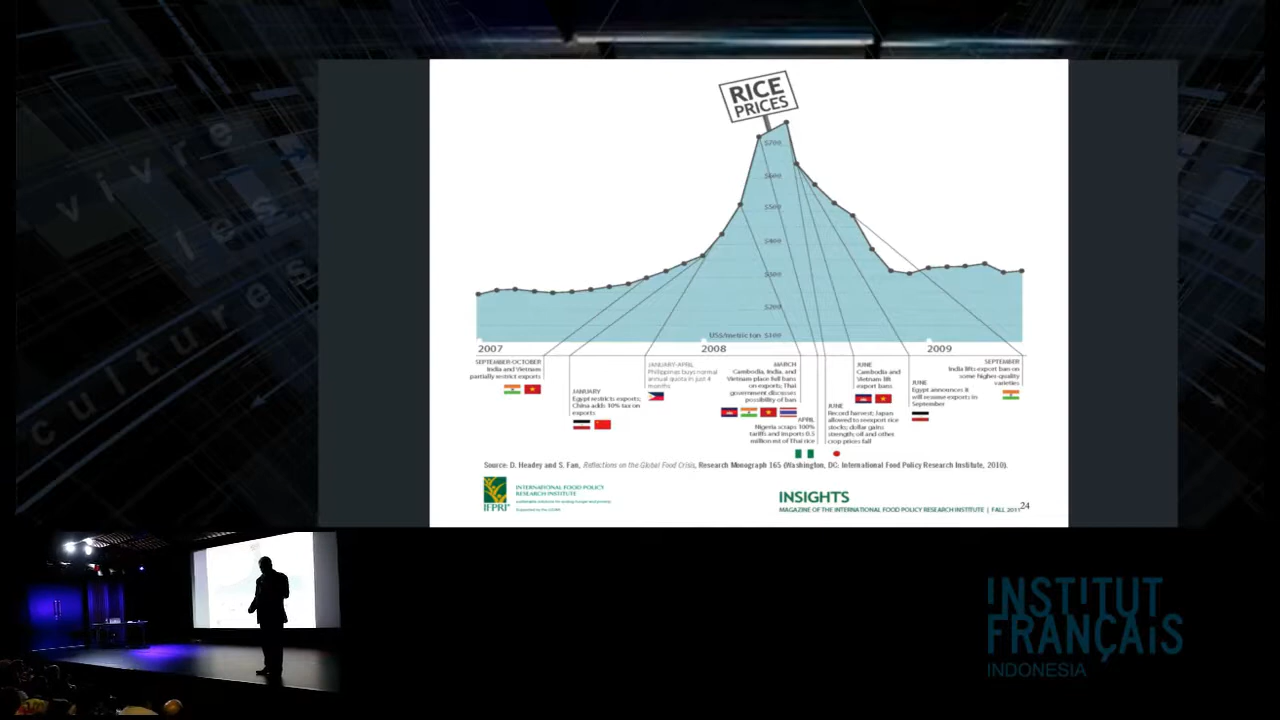 vivre
les
RICE
PRICES
$700
$600
$500
$400
$300
$200
US$/metric ton $100
2007
2008
2009
SEPTEMBER-OCTOBER
India and Vietnam
partially restrict exports
JANUARY
Egypt restricts exports;
China adds 10% tax on
exports
JANUARY-APRIL
Philippines buys normal
annual quota in just 4
months
MARCH
Cambodia, India, and
Vietnam place full bans
on exports; Thai
government discusses
possibility of ban
APRIL
Nigeria scraps 100%
tariffs and imports 0.5
million mt of Thai rice
JUNE
Cambodia and
Vietnam lift
export bans
JUNE
Record harvest; Japan
allowed to reexport rice
stocks; dollar gains
strength; oil and other
crop prices fall
JUNE
Egypt announces it
will resume exports in
September
SEPTEMBER
India lifts export ban on
some higher-quality
varieties
Source: D. Headey and S. Fan, Reflections on the Global Food Crisis, Research Monograph 165 (Washington, DC: International Food Policy Research Institute, 2010).
IFPRI
INTERNATIONAL FOOD POLICY
RESEARCH INSTITUTE
INSIGHTS
MAGAZINE OF THE INTERNATIONAL FOOD POLICY RESEARCH INSTITUTE | FALL 2011
24
INSTITUT
FRANÇAIS
INDONESIA